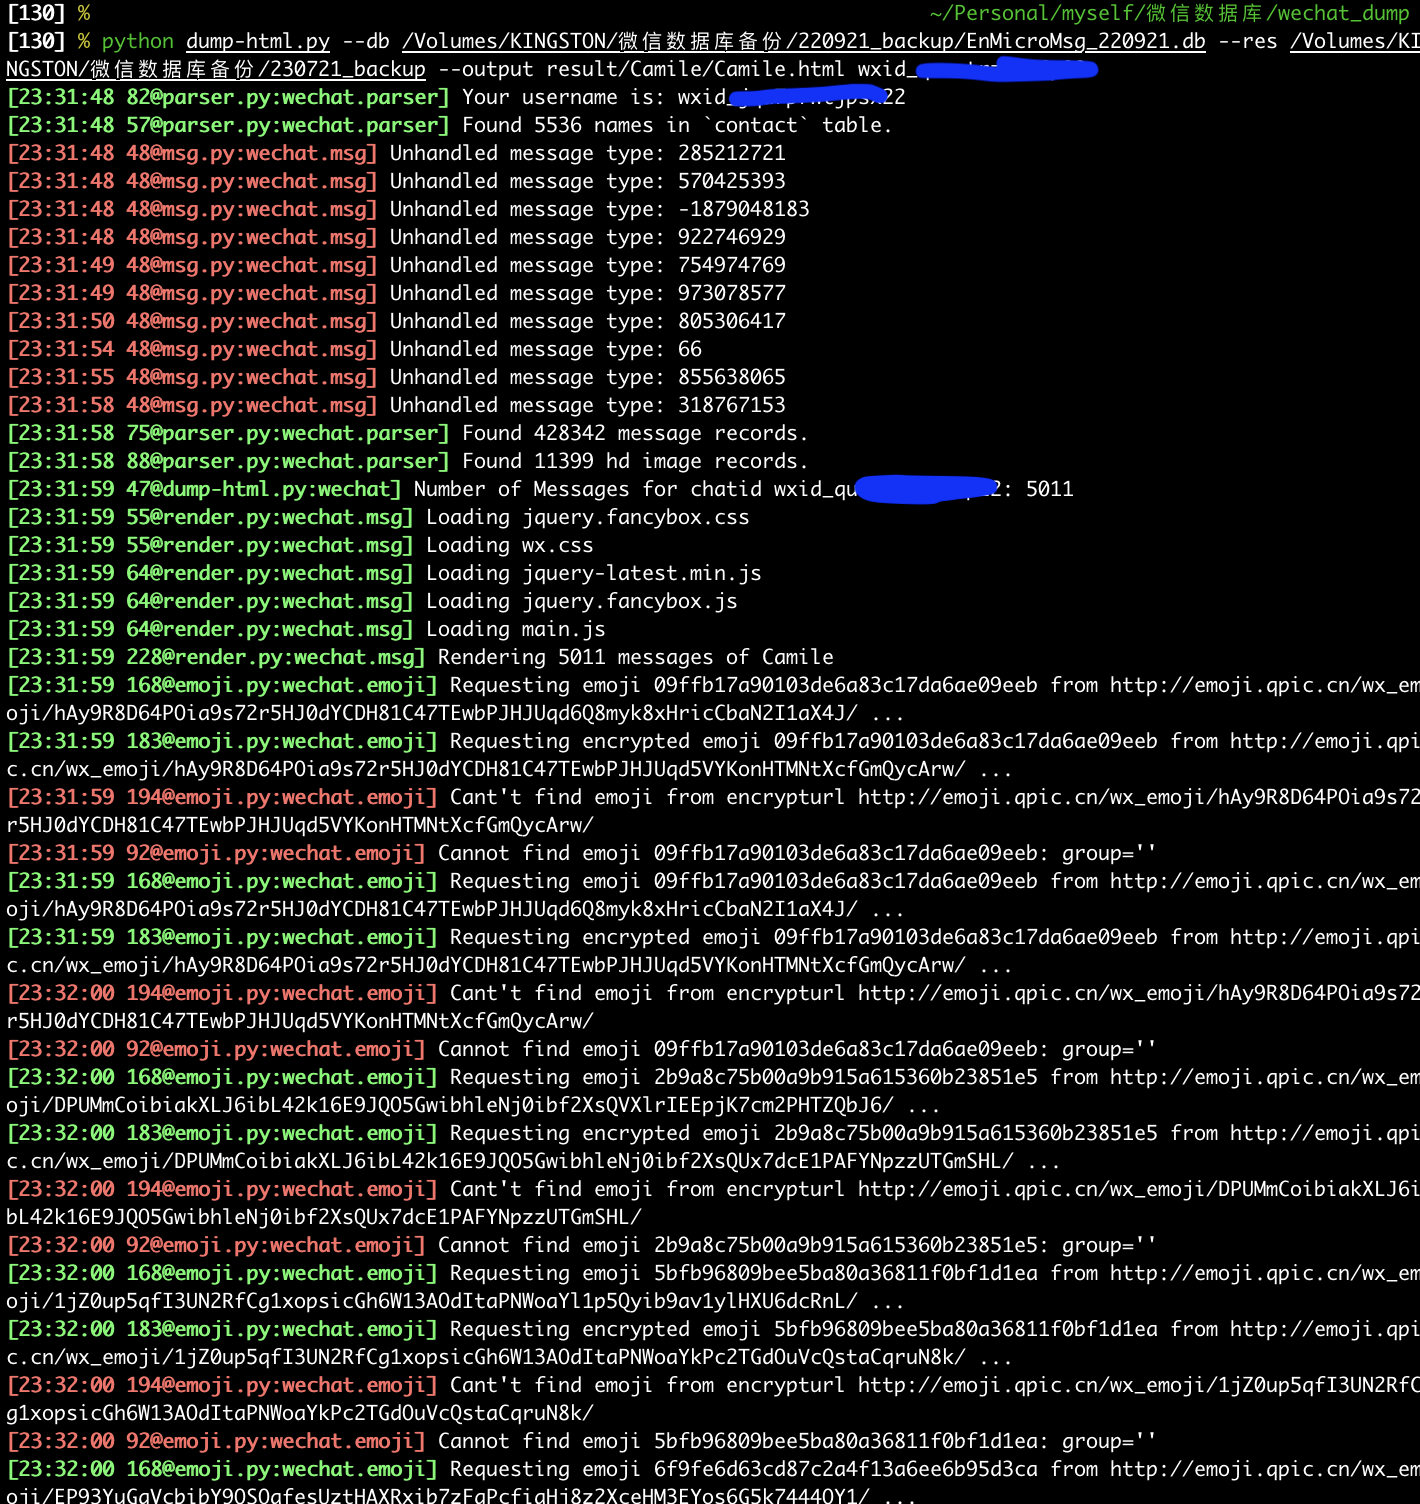 [130] % ~/Personal/myself/微信数据库/wechat_dump
[130] % python dump-html.py --db /Volumes/KINGSTON/微信数据库备份/220921_backup/EnMicroMsg_220921.db --res /Volumes/KI
NGSTON/微信数据库备份/230721_backup --output result/Camile/Camile.html wxid_
[23:31:48 82@parser.py:wechat.parser] Your username is: wxid_ 22
[23:31:48 57@parser.py:wechat.parser] Found 5536 names in `contact` table.
[23:31:48 48@msg.py:wechat.msg] Unhandled message type: 285212721
[23:31:48 48@msg.py:wechat.msg] Unhandled message type: 570425393
[23:31:48 48@msg.py:wechat.msg] Unhandled message type: -1879048183
[23:31:48 48@msg.py:wechat.msg] Unhandled message type: 922746929
[23:31:49 48@msg.py:wechat.msg] Unhandled message type: 754974769
[23:31:49 48@msg.py:wechat.msg] Unhandled message type: 973078577
[23:31:50 48@msg.py:wechat.msg] Unhandled message type: 805306417
[23:31:54 48@msg.py:wechat.msg] Unhandled message type: 66
[23:31:55 48@msg.py:wechat.msg] Unhandled message type: 855638065
[23:31:58 48@msg.py:wechat.msg] Unhandled message type: 318767153
[23:31:58 75@parser.py:wechat.parser] Found 428342 message records.
[23:31:58 88@parser.py:wechat.parser] Found 11399 hd image records.
[23:31:59 47@dump-html.py:wechat] Number of Messages for chatid wxid_qu 2: 5011
[23:31:59 55@render.py:wechat.msg] Loading jquery.fancybox.css
[23:31:59 55@render.py:wechat.msg] Loading wx.css
[23:31:59 64@render.py:wechat.msg] Loading jquery-latest.min.js
[23:31:59 64@render.py:wechat.msg] Loading jquery.fancybox.js
[23:31:59 64@render.py:wechat.msg] Loading main.js
[23:31:59 228@render.py:wechat.msg] Rendering 5011 messages of Camile
[23:31:59 168@emoji.py:wechat.emoji] Requesting emoji 09ffb17a90103de6a83c17da6ae09eeb from http://emoji.qpic.cn/wx_em
oji/hAy9R8D64POia9s72r5HJ0dYCDH81C47TEwbPJHJUqd6Q8myk8xHricCbaN2I1aX4J/ ...
[23:31:59 183@emoji.py:wechat.emoji] Requesting encrypted emoji 09ffb17a90103de6a83c17da6ae09eeb from http://emoji.qpi
c.cn/wx_emoji/hAy9R8D64POia9s72r5HJ0dYCDH81C47TEwbPJHJUqd5VYKonHTMNtXcfGmQycArw/ ...
[23:31:59 194@emoji.py:wechat.emoji] Cant't find emoji from encrypturl http://emoji.qpic.cn/wx_emoji/hAy9R8D64POia9s72
r5HJ0dYCDH81C47TEwbPJHJUqd5VYKonHTMNtXcfGmQycArw/
[23:31:59 92@emoji.py:wechat.emoji] Cannot find emoji 09ffb17a90103de6a83c17da6ae09eeb: group=''
[23:31:59 168@emoji.py:wechat.emoji] Requesting emoji 09ffb17a90103de6a83c17da6ae09eeb from http://emoji.qpic.cn/wx_em
oji/hAy9R8D64POia9s72r5HJ0dYCDH81C47TEwbPJHJUqd6Q8myk8xHricCbaN2I1aX4J/ ...
[23:31:59 183@emoji.py:wechat.emoji] Requesting encrypted emoji 09ffb17a90103de6a83c17da6ae09eeb from http://emoji.qpi
c.cn/wx_emoji/hAy9R8D64POia9s72r5HJ0dYCDH81C47TEwbPJHJUqd5VYKonHTMNtXcfGmQycArw/ ...
[23:32:00 194@emoji.py:wechat.emoji] Cant't find emoji from encrypturl http://emoji.qpic.cn/wx_emoji/hAy9R8D64POia9s72
r5HJ0dYCDH81C47TEwbPJHJUqd5VYKonHTMNtXcfGmQycArw/
[23:32:00 92@emoji.py:wechat.emoji] Cannot find emoji 09ffb17a90103de6a83c17da6ae09eeb: group=''
[23:32:00 168@emoji.py:wechat.emoji] Requesting emoji 2b9a8c75b00a9b915a615360b23851e5 from http://emoji.qpic.cn/wx_em
oji/DPUMmCoibiakXLJ6ibL42k16E9JQO5GwibhleNj0ibf2XsQVXlrIEEpjK7cm2PHTZQbJ6/ ...
[23:32:00 183@emoji.py:wechat.emoji] Requesting encrypted emoji 2b9a8c75b00a9b915a615360b23851e5 from http://emoji.qpi
c.cn/wx_emoji/DPUMmCoibiakXLJ6ibL42k16E9JQO5GwibhleNj0ibf2XsQUx7dcE1PAFYNpzzUTGmSHL/ ...
[23:32:00 194@emoji.py:wechat.emoji] Cant't find emoji from encrypturl http://emoji.qpic.cn/wx_emoji/DPUMmCoibiakXLJ6i
bL42k16E9JQO5GwibhleNj0ibf2XsQUx7dcE1PAFYNpzzUTGmSHL/
[23:32:00 92@emoji.py:wechat.emoji] Cannot find emoji 2b9a8c75b00a9b915a615360b23851e5: group=''
[23:32:00 168@emoji.py:wechat.emoji] Requesting emoji 5bfb96809bee5ba80a36811f0bf1d1ea from http://emoji.qpic.cn/wx_em
oji/1jZ0up5qfI3UN2RfCg1xopsicGh6W13AOdItaPNWoaYl1p5Qyib9av1ylHXU6dcRnL/ ...
[23:32:00 183@emoji.py:wechat.emoji] Requesting encrypted emoji 5bfb96809bee5ba80a36811f0bf1d1ea from http://emoji.qpi
c.cn/wx_emoji/1jZ0up5qfI3UN2RfCg1xopsicGh6W13AOdItaPNWoaYkPc2TGdOuVcQstaCqruN8k/ ...
[23:32:00 194@emoji.py:wechat.emoji] Cant't find emoji from encrypturl http://emoji.qpic.cn/wx_emoji/1jZ0up5qfI3UN2RfC
g1xopsicGh6W13AOdItaPNWoaYkPc2TGdOuVcQstaCqruN8k/
[23:32:00 92@emoji.py:wechat.emoji] Cannot find emoji 5bfb96809bee5ba80a36811f0bf1d1ea: group=''
[23:32:00 168@emoji.py:wechat.emoji] Requesting emoji 6f9fe6d63cd87c2a4f13a6ee6b95d3ca from http://emoji.qpic.cn/wx_em
oji/EP93YuGaVcbibY9OSOafesUztHAXRxib7zFaPcfiaHj8z2XceHM3EYos6G5k7444OY1/ ...